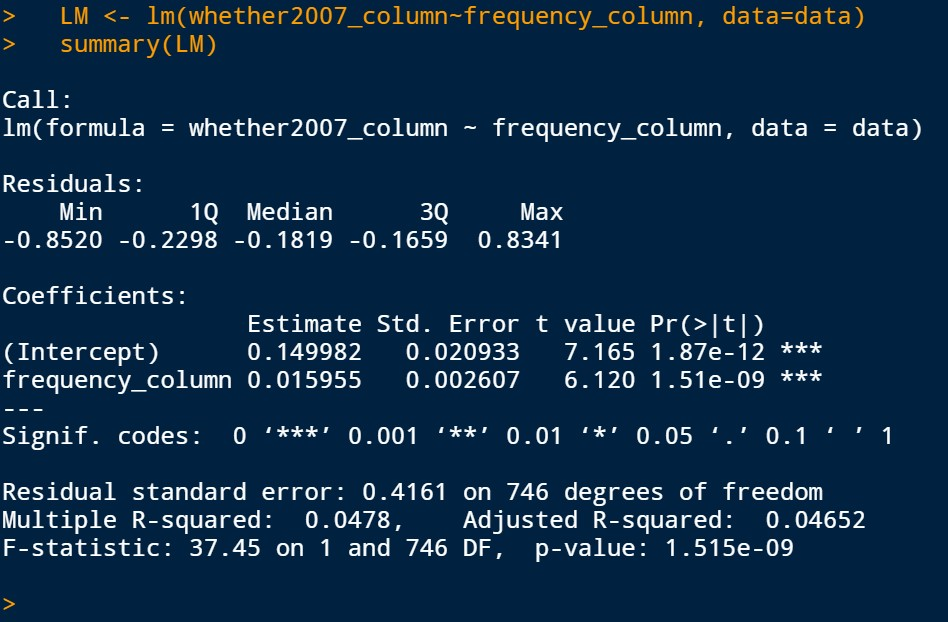 >   LM <- lm(whether2007_column~frequency_column, data=data)
>   summary(LM)
Call:
lm(formula = whether2007_column ~ frequency_column, data = data)
Residuals:
    Min      1Q  Median      3Q     Max
-0.8520 -0.2298 -0.1819 -0.1659  0.8341
Coefficients:
                 Estimate Std. Error t value Pr(>|t|)
(Intercept)      0.149982   0.020933   7.165 1.87e-12 ***
frequency_column 0.015955   0.002607   6.120 1.51e-09 ***
---
Signif. codes:  0 ‘***’ 0.001 ‘**’ 0.01 ‘*’ 0.05 ‘.’ 0.1 ‘ ’ 1
Residual standard error: 0.4161 on 746 degrees of freedom
Multiple R-squared:  0.0478,	Adjusted R-squared:  0.04652
F-statistic: 37.45 on 1 and 746 DF,  p-value: 1.515e-09
>